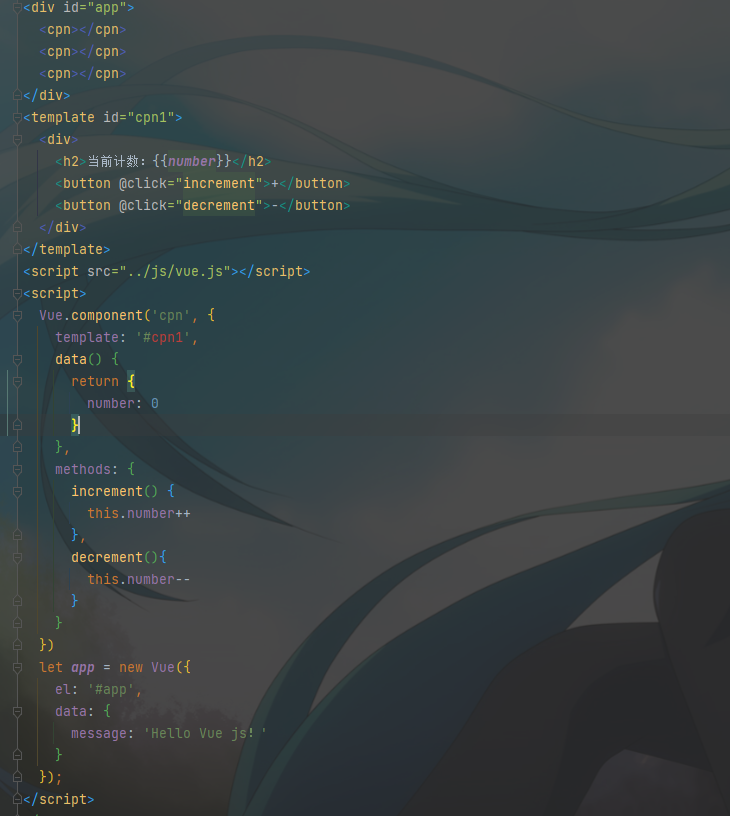 <div id="app">
  <cpn></cpn>
  <cpn></cpn>
  <cpn></cpn>
</div>
<template id="cpn1">
  <div>
    <h2>当前计数: {{number}}</h2>
    <button @click="increment">+</button>
    <button @click="decrement">-</button>
  </div>
</template>
<script src="../js/vue.js"></script>
<script>
  Vue.component('cpn', {
    template: '#cpn1',
    data() {
      return {
        number: 0
      }
    },
    methods: {
      increment() {
        this.number++
      },
      decrement(){
        this.number--
      }
    }
  })
  let app = new Vue({
    el: '#app',
    data: {
      message: 'Hello Vue js! '
    }
  });
</script>